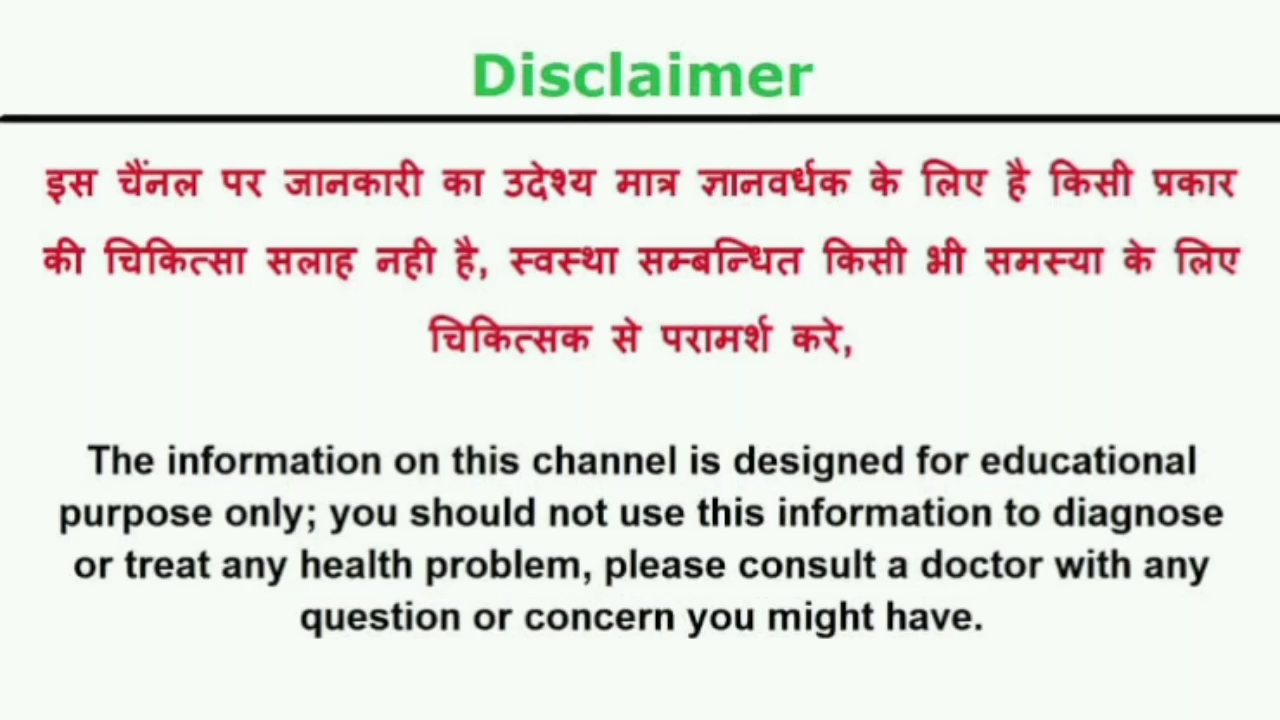 Disclaimer
इस चैंनल पर जानकारी का उदेश्य मात्र ज्ञानवर्धक के लिए है किसी प्रकार
की चिकित्सा सलाह नही है, स्वस्था सम्बन्धित किसी भी समस्या के लिए
चिकित्सक से परामर्श करे,
The information on this channel is designed for educational
purpose only; you should not use this information to diagnose
or treat any health problem, please consult a doctor with any
question or concern you might have.